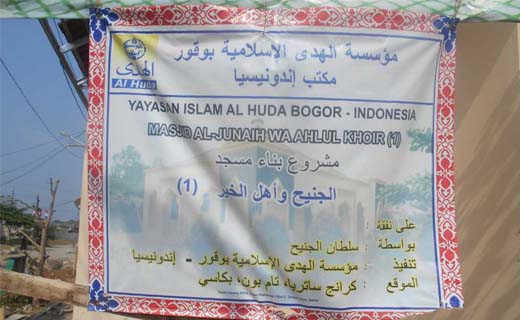 الهدى
Al Huda
مؤسسة الهدى الإسلامية بوقور
مكتب إندونيسيا
YAYASAN ISLAM AL HUDA BOGOR - INDONESIA
MASJID AL-JUNAIH WA AHLUL KHOIR (1)
مشروع بناء مسجد
الجنيح وأهل الخير (1)
على نفقة :
بواسطة : سلطان الجنيح
تنفيذ : مؤسسة الهدى الإسلامية بوقور - إندونيسيا
الموقع : كرانج ساتريا، تام بون، بكاسي